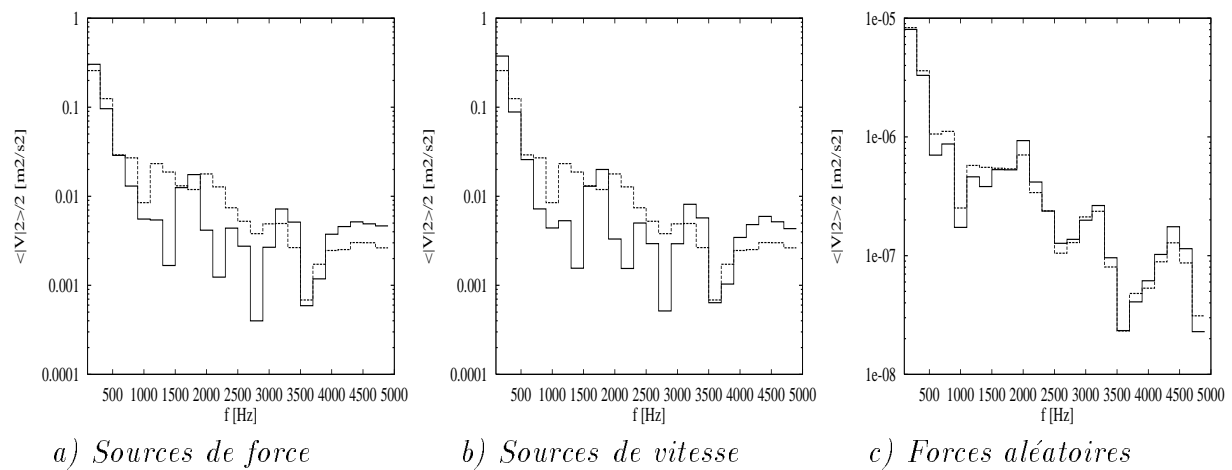 1
0.1
0.01
0.001
0.0001
<|V|2>/2 [m2/s2]
500 1000 1500 2000 2500 3000 3500 4000 4500 5000
f [Hz]
a) Sources de force
1
0.1
0.01
0.001
0.0001
<|V|2>/2 [m2/s2]
500 1000 1500 2000 2500 3000 3500 4000 4500 5000
f [Hz]
b) Sources de vitesse
1e-05
1e-06
1e-07
1e-08
<|V|2>/2 [m2/s2]
500 1000 1500 2000 2500 3000 3500 4000 4500 5000
f [Hz]
c) Forces aléatoires